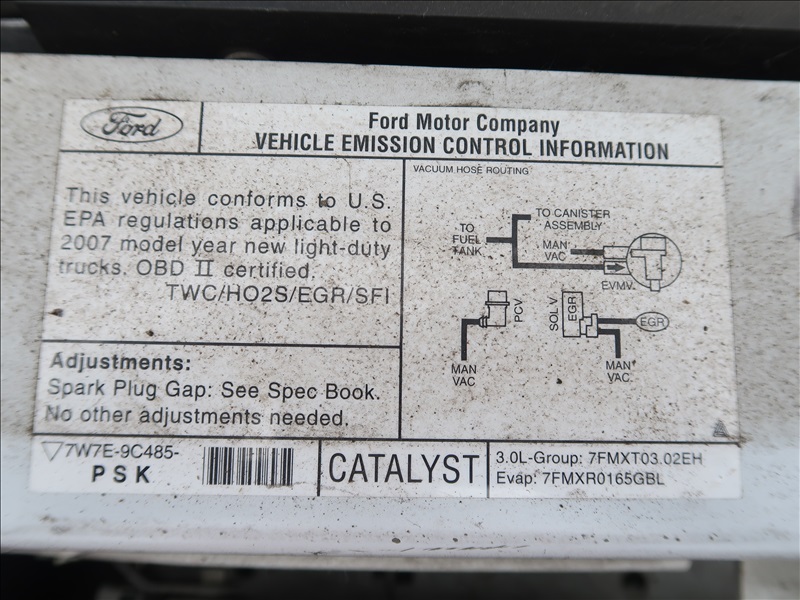 Ford
Ford Motor Company
VEHICLE EMISSION CONTROL INFORMATION
This vehicle conforms to U.S.
EPA regulations applicable to
2007 model year new light-duty
trucks. OBD II certified.
TWC/HO2S/EGR/SFI
Adjustments:
Spark Plug Gap: See Spec Book.
No other adjustments needed.
VACUUM HOSE ROUTING
TO CANISTER
ASSEMBLY
TO
FUEL
TANK
MAN
VAC
EVMV
PCV
MAN
VAC
SOL V
EGR
EGR
MAN
VAC
7W7E-9C485-
PSK
CATALYST
3.0L-Group: 7FMXT03.02EH
Evap: 7FMXR0165GBL